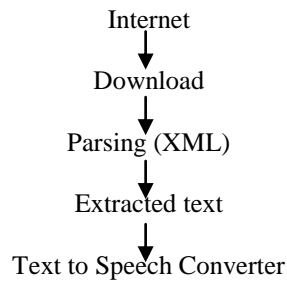 Internet
Download
Parsing (XML)
Extracted text
Text to Speech Converter